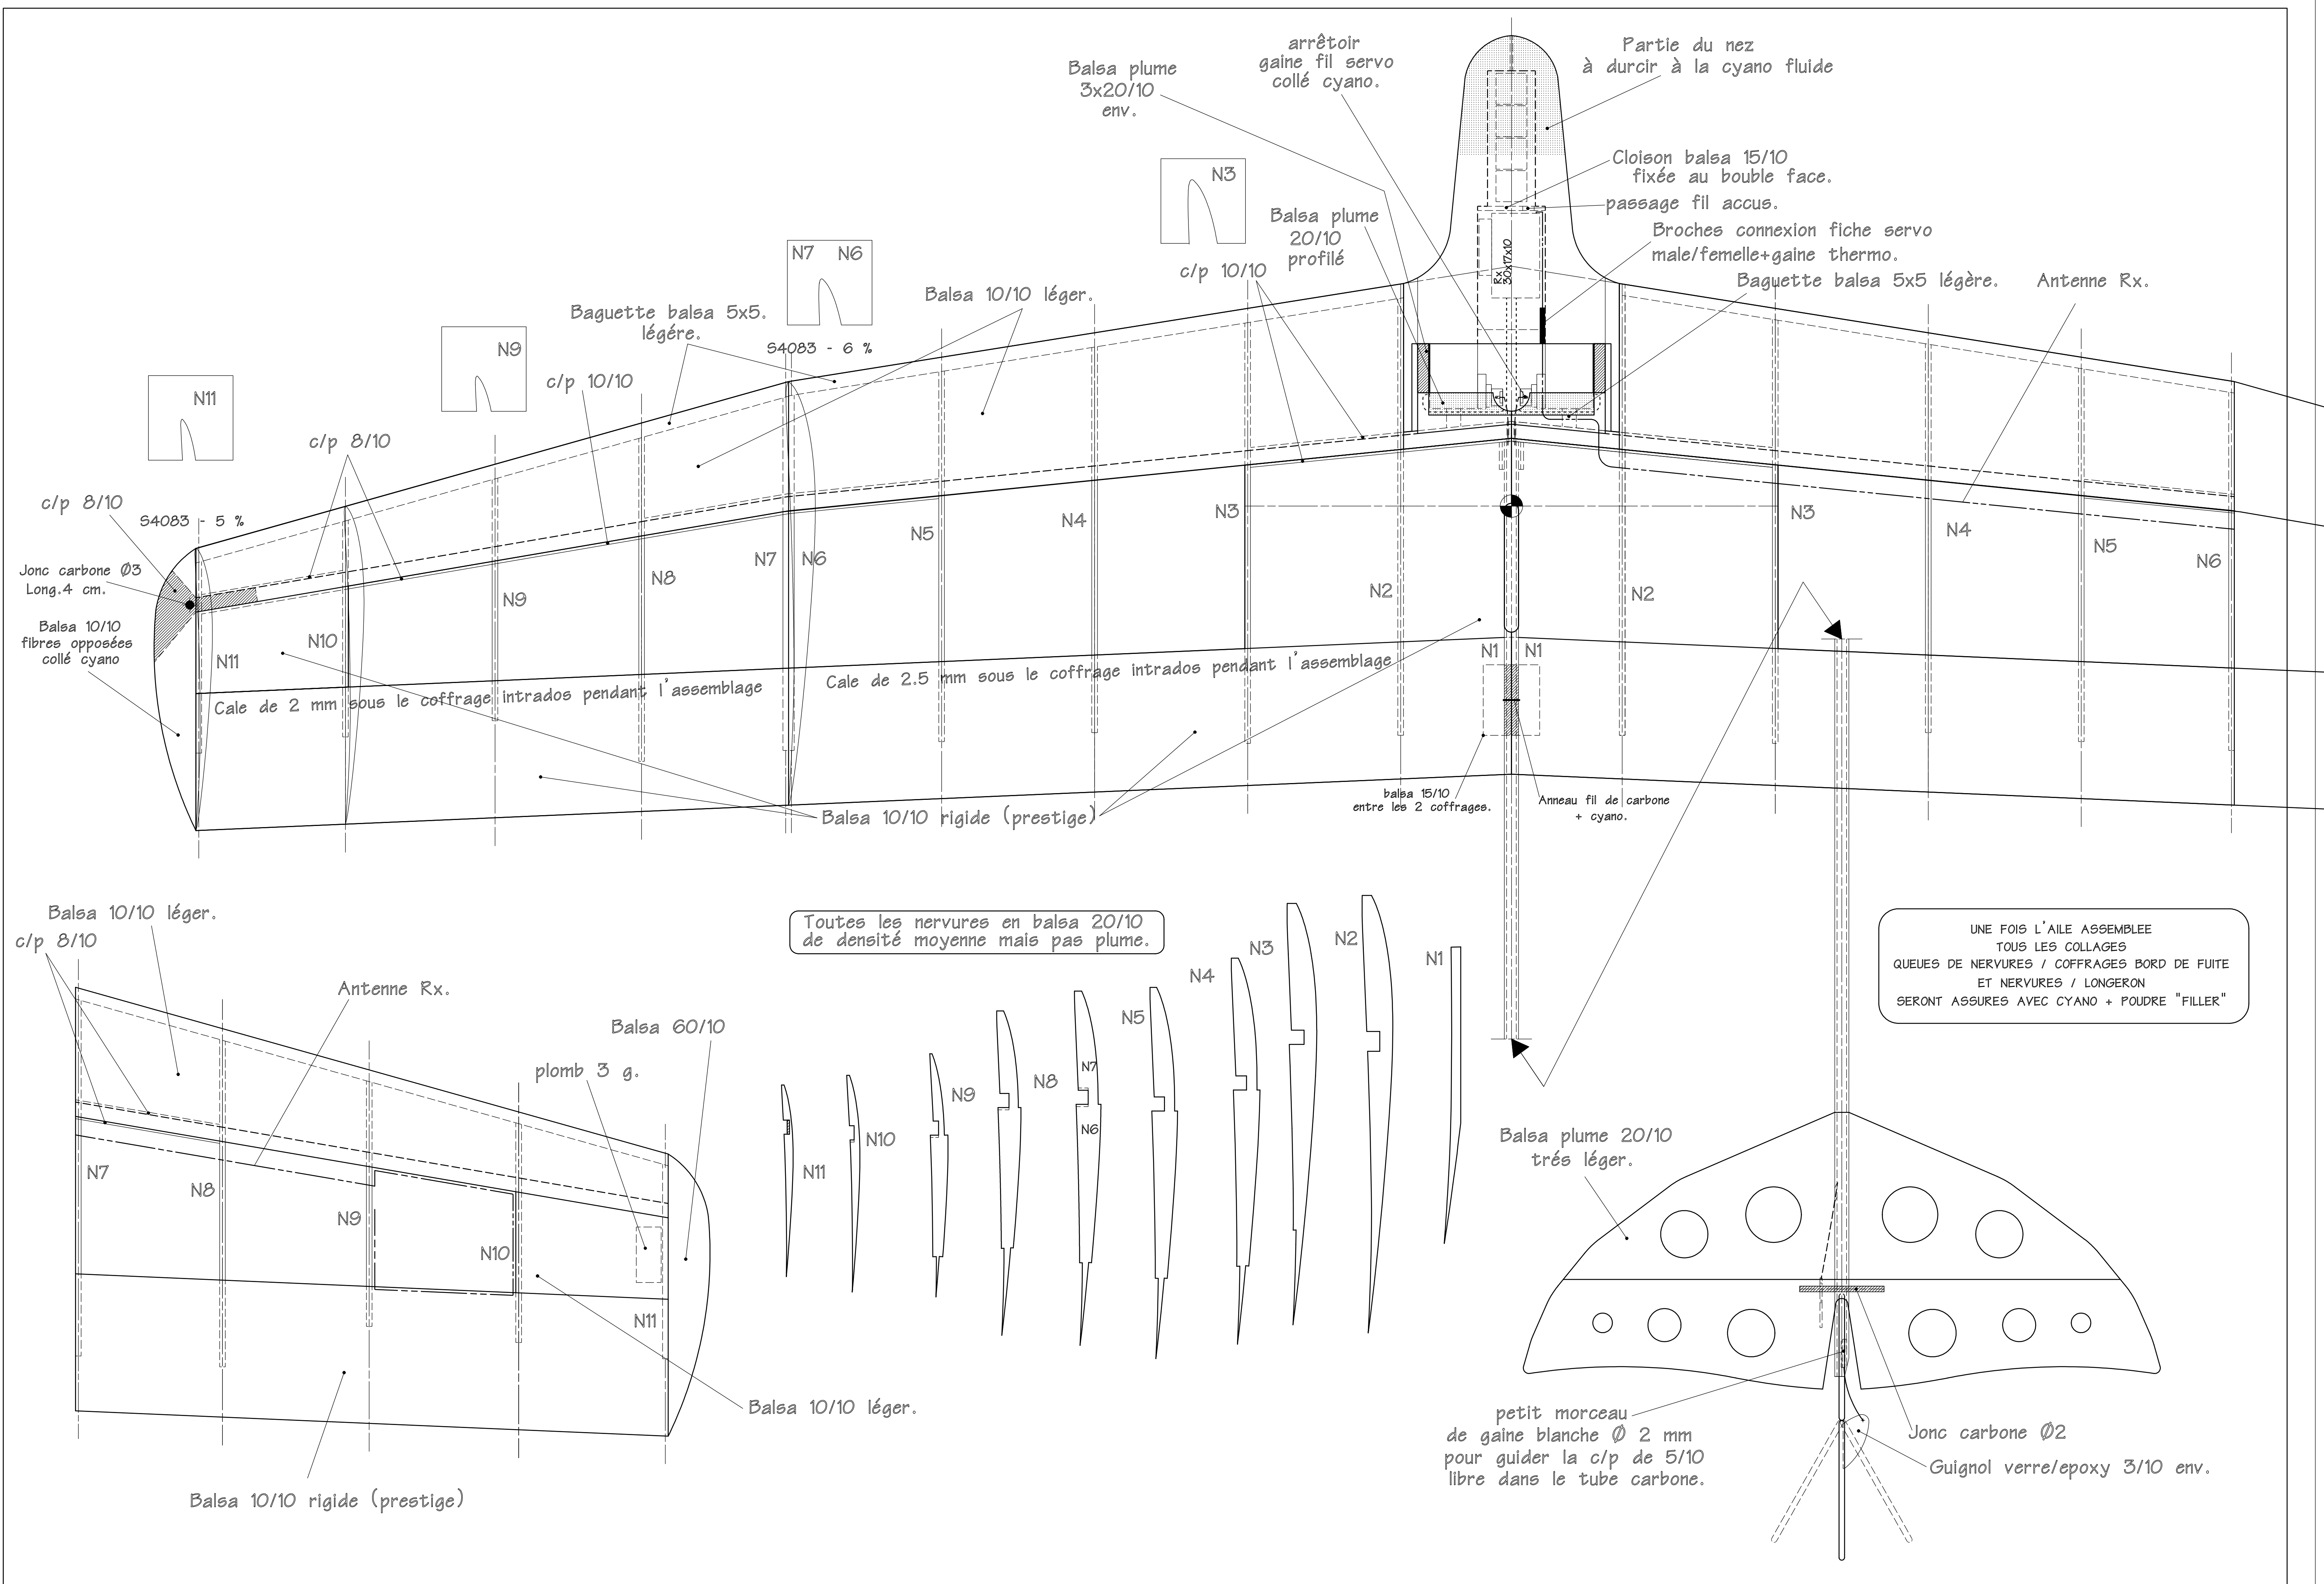 arrêtoir
gaine fil servo
collé cyano.
Partie du nez
à durcir à la cyano fluide
Balsa plume
3x20/10
env.
Cloison balsa 15/10
fixée au bouble face.
passage fil accus.
Broches connexion fiche servo
male/femelle+gaine thermo.
Baguette balsa 5x5 légère.
Antenne Rx.
N3
Balsa plume
20/10
profilé
c/p 10/10
Rx
30x17x10
N7 N6
Balsa 10/10 léger.
Baguette balsa 5x5.
légére.
S4083 - 6 %
N9
c/p 10/10
N11
c/p 8/10
c/p 8/10
S4083 - 5 %
Jonc carbone Ø3
Long.4 cm.
Balsa 10/10
fibres opposées
collé cyano
N11
N10
N9
N8
N7
N6
N5
N4
N3
N2
N1
N1
N2
N3
N4
N5
N6
Cale de 2 mm sous le coffrage intrados pendant l'assemblage
Cale de 2.5 mm sous le coffrage intrados pendant l'assemblage
Balsa 10/10 rigide (prestige)
balsa 15/10
entre les 2 coffrages.
Anneau fil de carbone
+ cyano.
Balsa 10/10 léger.
c/p 8/10
Antenne Rx.
Balsa 60/10
plomb 3 g.
N7
N8
N9
N10
N11
Balsa 10/10 léger.
Balsa 10/10 rigide (prestige)
Toutes les nervures en balsa 20/10
de densité moyenne mais pas plume.
N11
N10
N9
N8
N7
N6
N5
N4
N3
N2
N1
UNE FOIS L'AILE ASSEMBLEE
TOUS LES COLLAGES
QUEUES DE NERVURES / COFFRAGES BORD DE FUITE
ET NERVURES / LONGERON
SERONT ASSURES AVEC CYANO + POUDRE "FILLER"
Balsa plume 20/10
trés léger.
petit morceau
de gaine blanche Ø 2 mm
pour guider la c/p de 5/10
libre dans le tube carbone.
Jonc carbone Ø2
Guignol verre/epoxy 3/10 env.